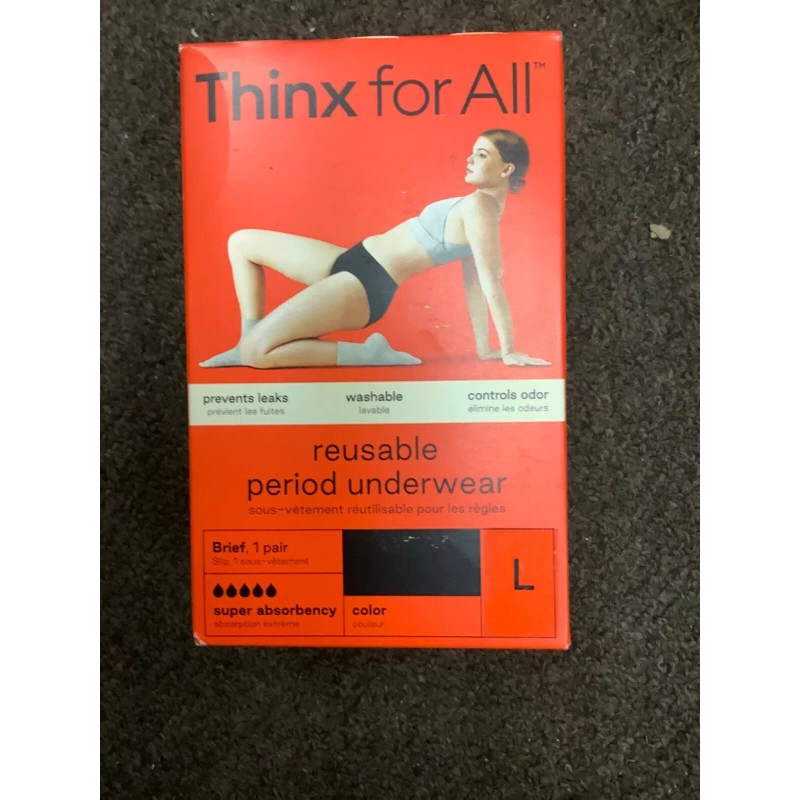 Thinx for All™
prevents leaks
prévient les fuites
washable
lavable
controls odor
élimine les odeurs
reusable
period underwear
sous-vêtement réutilisable pour les règles
Brief, 1 pair
Slip, 1 sous-vêtement
super absorbency
absorption extrême
color
couleur
L